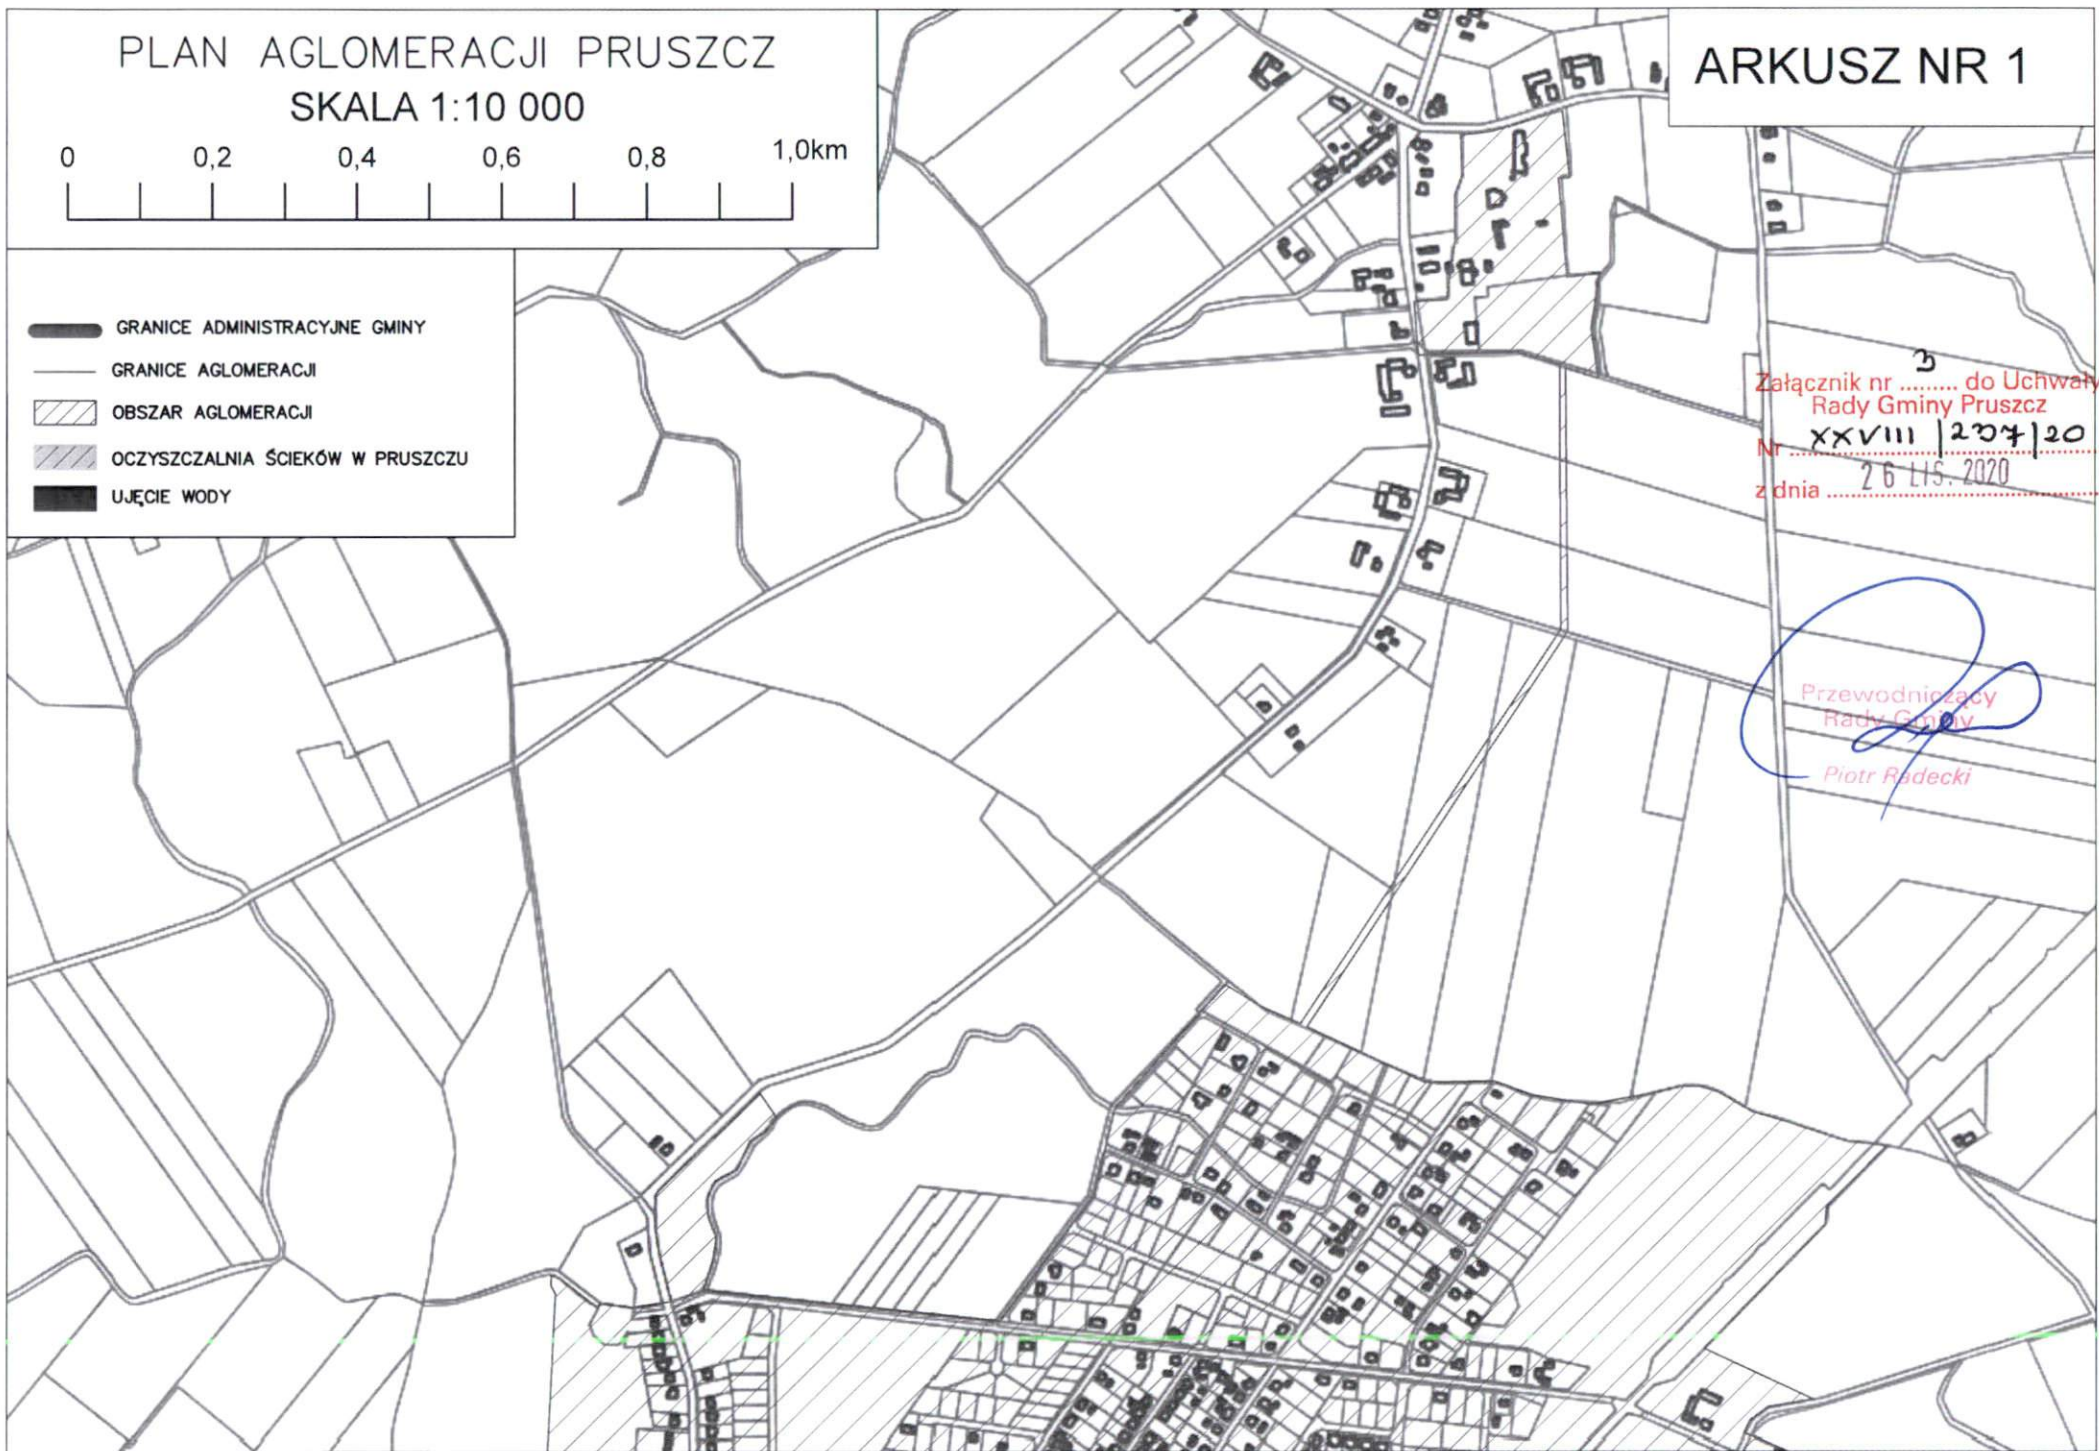 PLAN AGLOMERACJI PRUSZCZ
SKALA 1:10 000
0 0,2 0,4 0,6 0,8 1,0km
ARKUSZ NR 1
GRANICE ADMINISTRACYJNE GMINY
GRANICE AGLOMERACJI
OBSZAR AGLOMERACJI
OCZYSZCZALNIA ŚCIEKÓW W PRUSZCZU
UJĘCIE WODY
Załącznik nr ...3... do Uchwały
Rady Gminy Pruszcz
Nr XXVIII/237/20
z dnia 26 LIS. 2020
Przewodniczący
Rady Gminy
Piotr Radecki